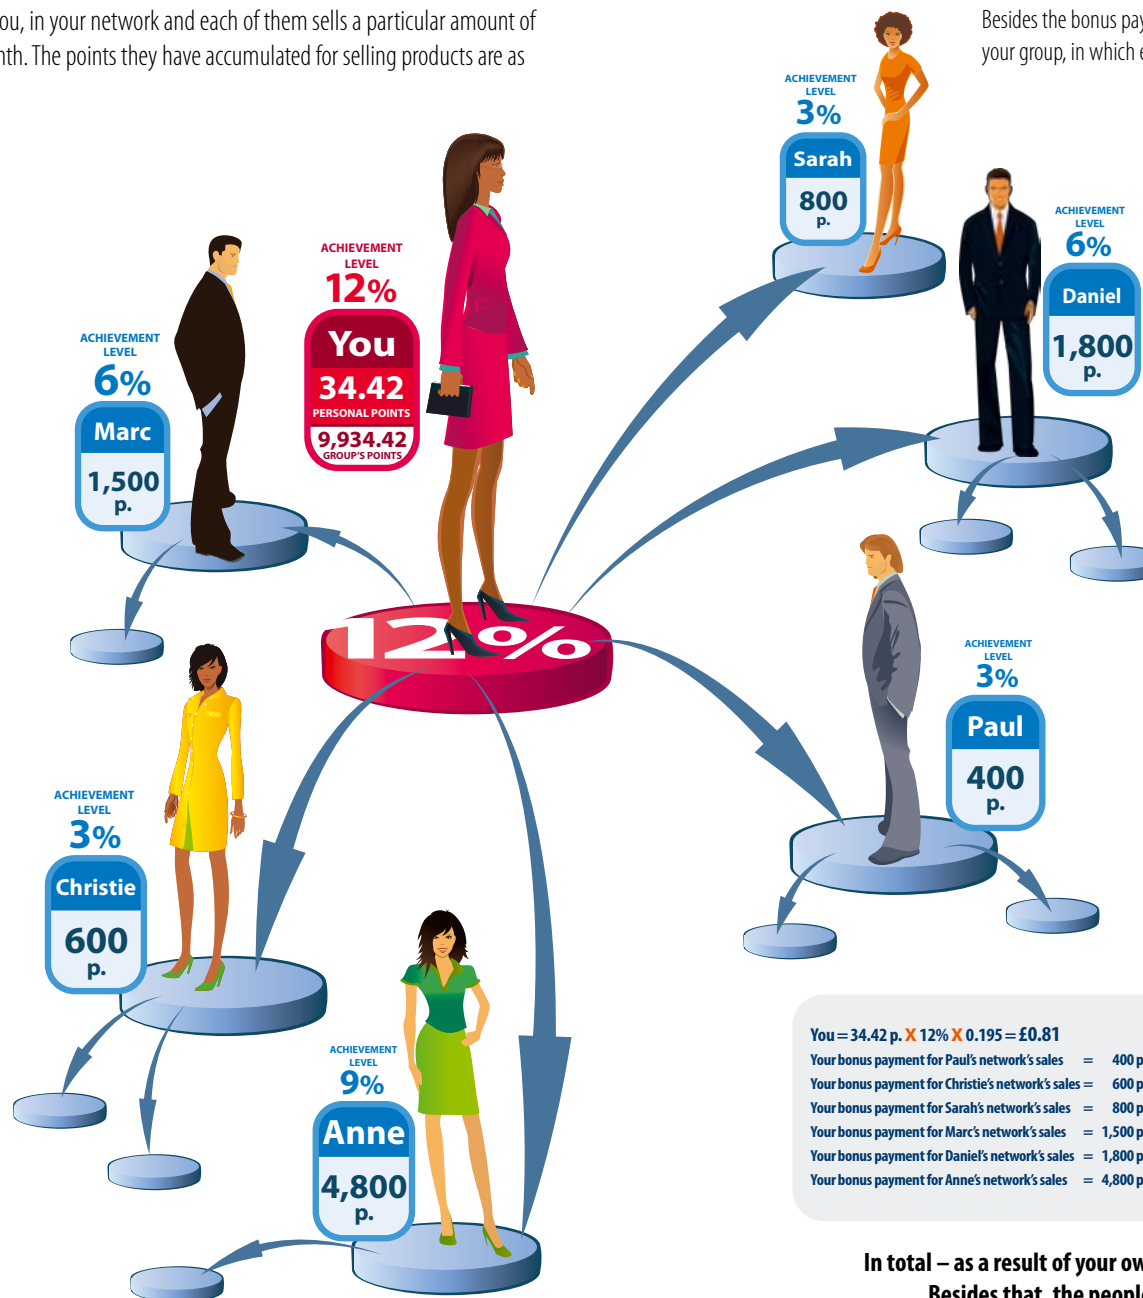 ou, in your network and each of them sells a particular amount of
nth. The points they have accumulated for selling products are as
Besides the bonus pay
your group, in which e
ACHIEVEMENT
LEVEL
3%
Sarah
800
p.
ACHIEVEMENT
LEVEL
6%
Daniel
1,800
p.
ACHIEVEMENT
LEVEL
12%
You
34.42
PERSONAL POINTS
9,934.42
GROUP'S POINTS
ACHIEVEMENT
LEVEL
6%
Marc
1,500
p.
12%
ACHIEVEMENT
LEVEL
3%
Paul
400
p.
ACHIEVEMENT
LEVEL
3%
Christie
600
p.
ACHIEVEMENT
LEVEL
9%
Anne
4,800
p.
You = 34.42 p. X 12% X 0.195 = £0.81
Your bonus payment for Paul's network's sales = 400 p
Your bonus payment for Christie's network's sales = 600 p
Your bonus payment for Sarah's network's sales = 800 p
Your bonus payment for Marc's network's sales = 1,500 p
Your bonus payment for Daniel's network's sales = 1,800 p
Your bonus payment for Anne's network's sales = 4,800 p
In total – as a result of your ow
Besides that, the people